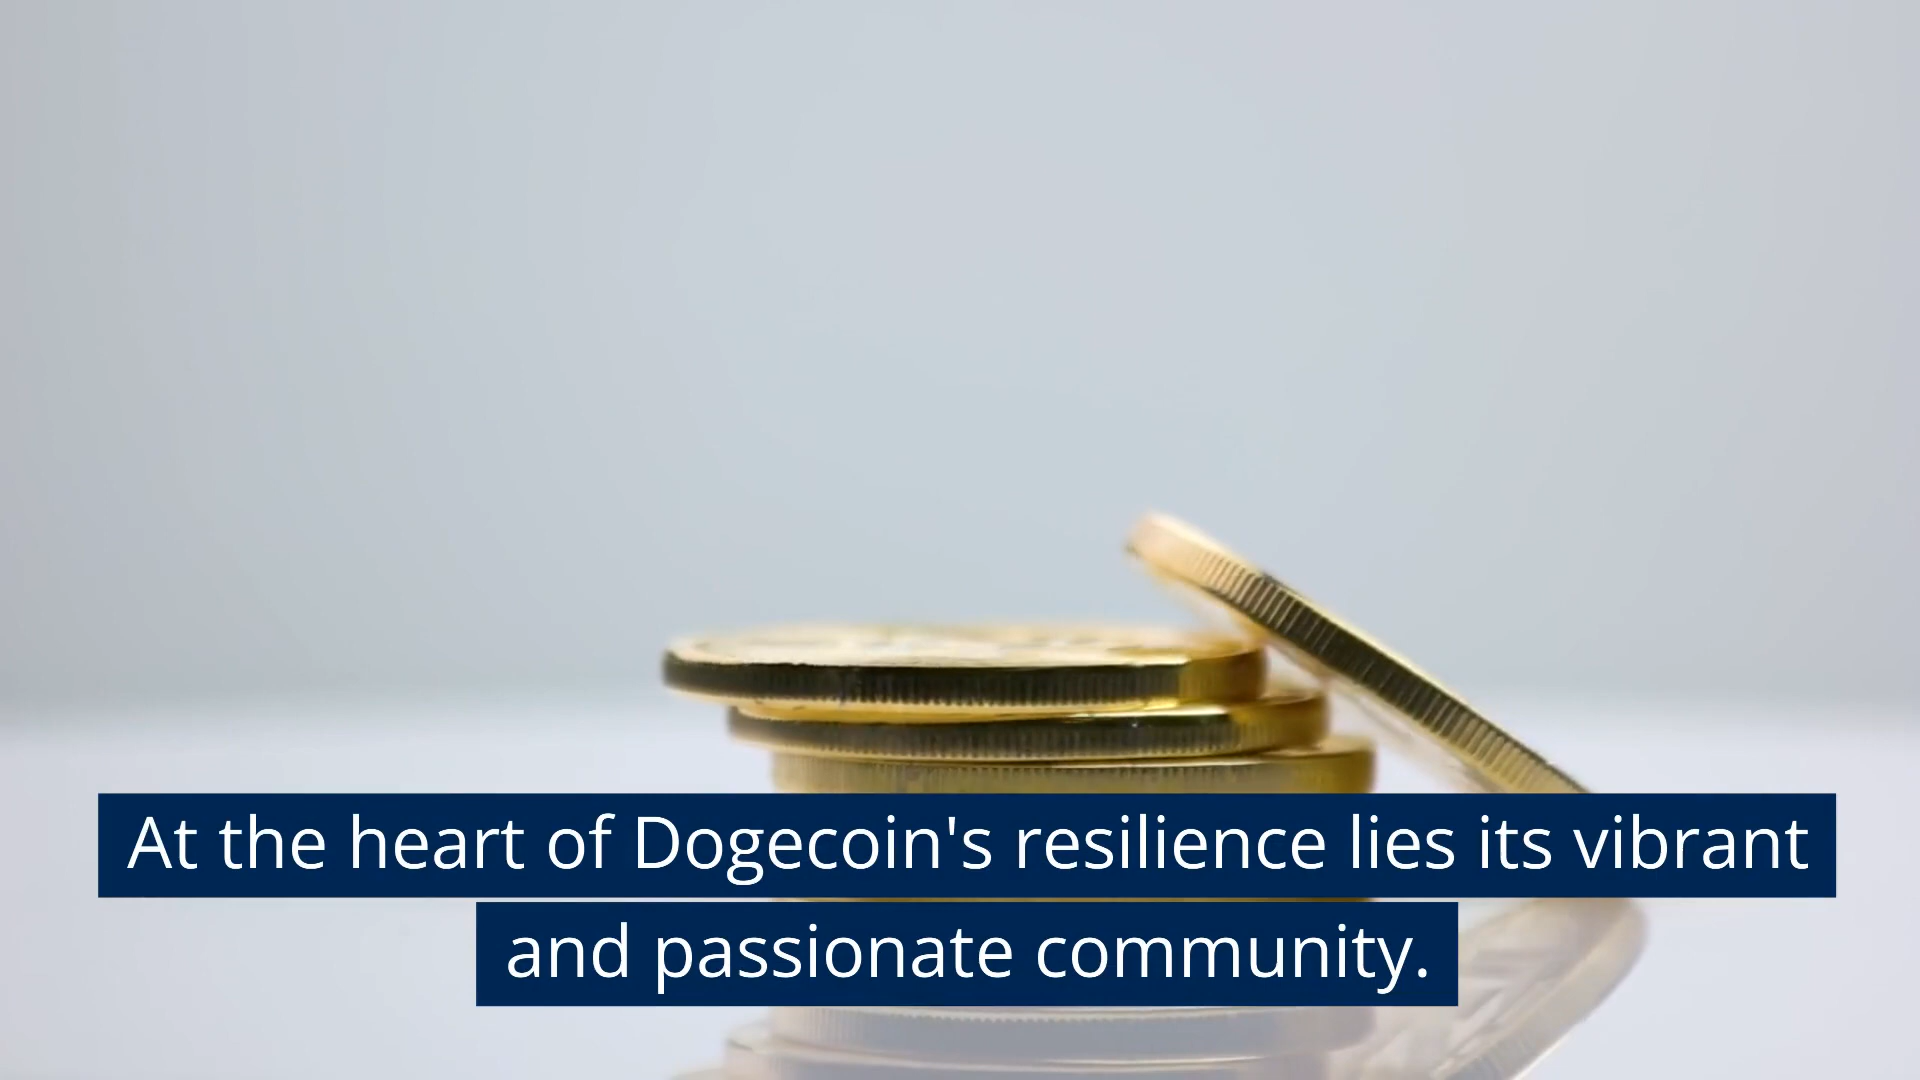 At the heart of Dogecoin's resilience lies its vibrant
and passionate community.